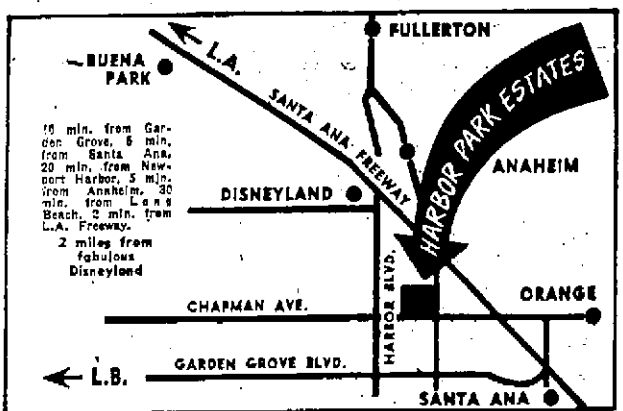 FULLERTON
L.A.
BUENA
PARK
HARBOR PARK ESTATES
SANTA ANA FREEWAY
ANAHEIM
min. from Gar-
den Grove, 5 min.
from Santa Ana,
20 min. from New-
port Harbor, 5 min.
from Anaheim, 30
min. from Long
Beach, 2 min. from
L.A. Freeway.
2 miles from
fabulous
Disneyland
DISNEYLAND
HARBOR BLVD.
CHAPMAN AVE.
ORANGE
GARDEN GROVE BLVD.
L.B.
SANTA ANA